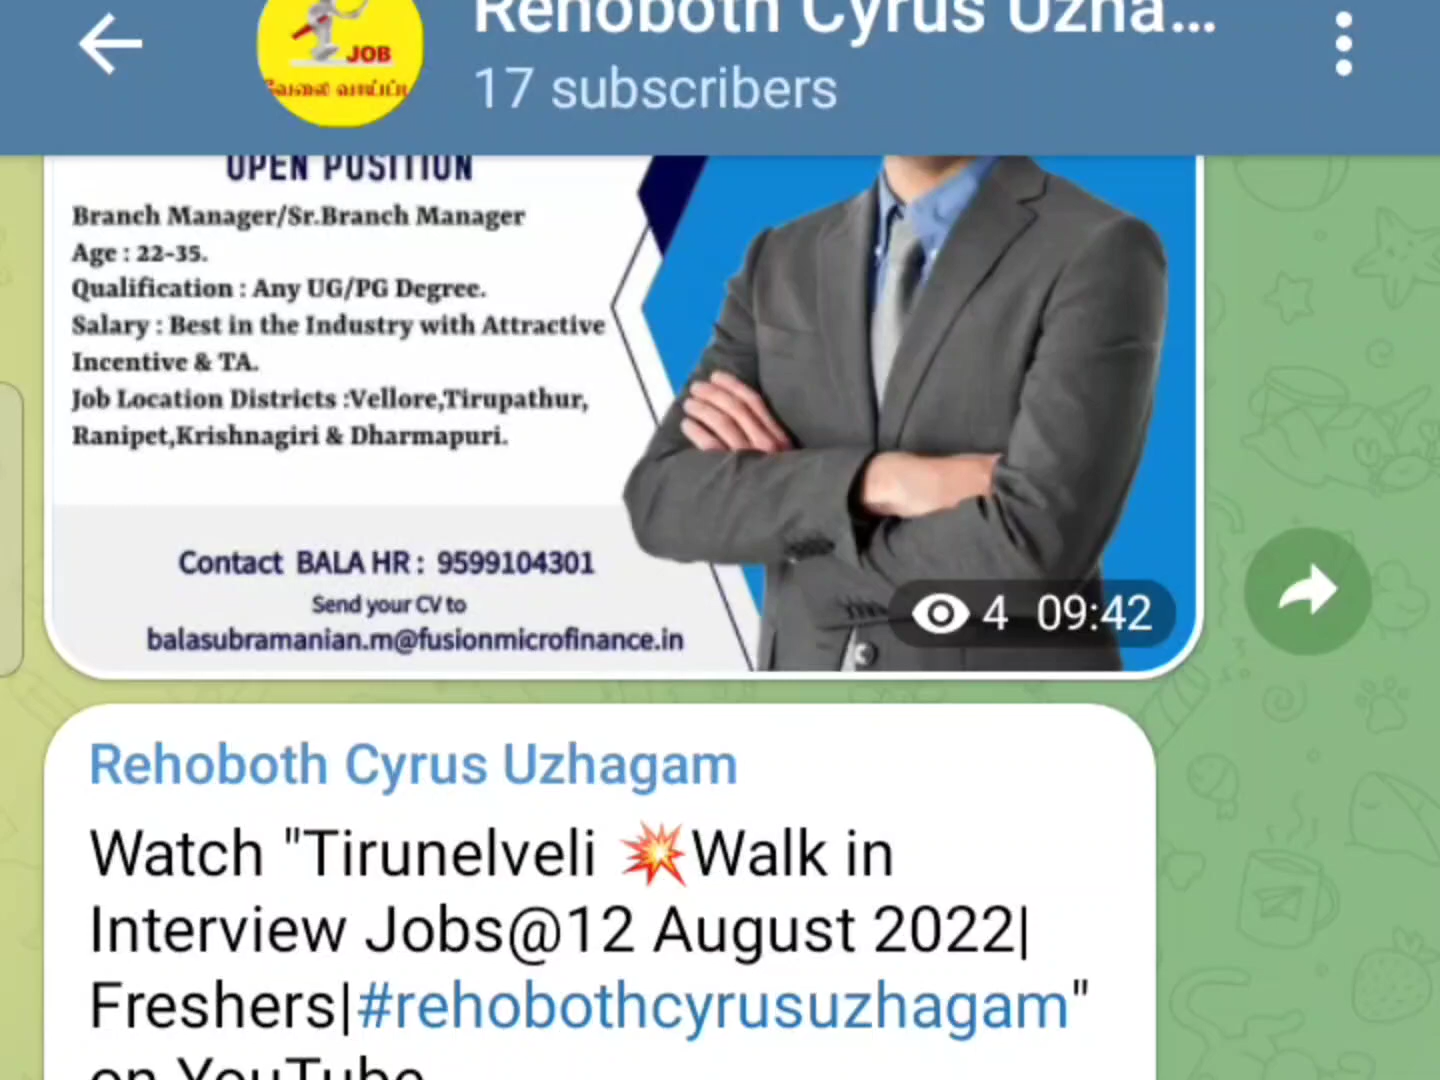 Rehoboth Cyrus Uzha...
17 subscribers
JOB
வேலை வாய்ப்பு
OPEN POSITION
Branch Manager/Sr.Branch Manager
Age : 22-35.
Qualification : Any UG/PG Degree.
Salary : Best in the Industry with Attractive
Incentive & TA.
Job Location Districts :Vellore,Tirupathur,
Ranipet,Krishnagiri & Dharmapuri.
Contact BALA HR : 9599104301
Send your CV to
balasubramanian.m@fusionmicrofinance.in
4 09:42
Rehoboth Cyrus Uzhagam
Watch "Tirunelveli 💥Walk in
Interview Jobs@12 August 2022|
Freshers|#rehobothcyrusuzhagam"
on YouTube